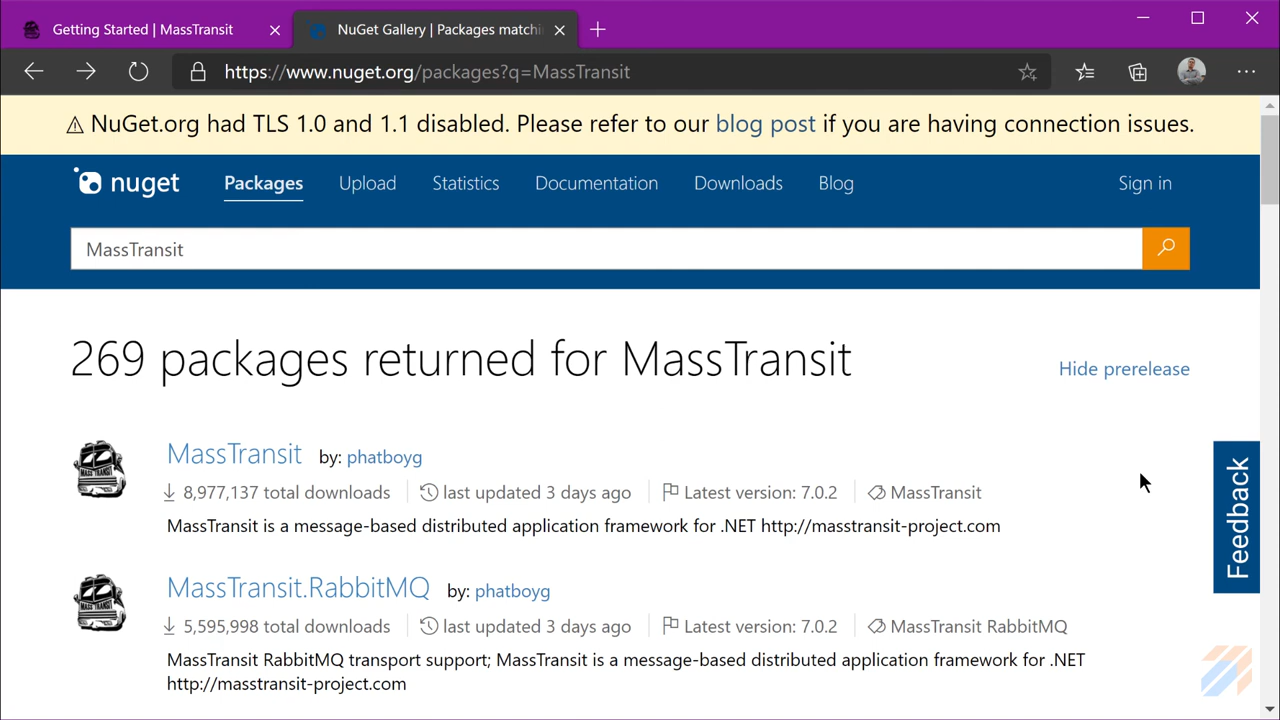 Getting Started | MassTransit
NuGet Gallery | Packages matchi
https://www.nuget.org/packages?q=MassTransit
NuGet.org had TLS 1.0 and 1.1 disabled. Please refer to our blog post if you are having connection issues.
nuget Packages Upload Statistics Documentation Downloads Blog Sign in
MassTransit
269 packages returned for MassTransit
Hide prerelease
MassTransit by: phatboyg
8,977,137 total downloads last updated 3 days ago Latest version: 7.0.2 MassTransit
MassTransit is a message-based distributed application framework for .NET http://masstransit-project.com
MassTransit.RabbitMQ by: phatboyg
5,595,998 total downloads last updated 3 days ago Latest version: 7.0.2 MassTransit RabbitMQ
MassTransit RabbitMQ transport support; MassTransit is a message-based distributed application framework for .NET
http://masstransit-project.com
Feedback